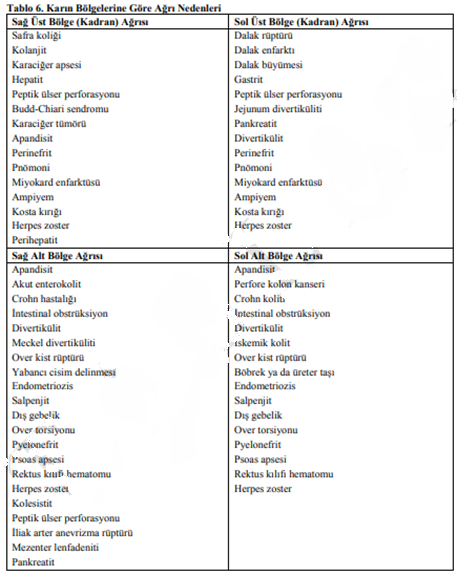 Tablo 6. Karın Bölgelerine Göre Ağrı Nedenleri
Sağ Üst Bölge (Kadran) Ağrısı
Safra koliği
Kolanjit
Karaciğer apsesi
Hepatit
Peptik ülser perforasyonu
Budd-Chiari sendromu
Karaciğer tümörü
Apandisit
Perinefrit
Pnömoni
Miyokard enfarktüsü
Ampiyem
Kosta kırığı
Herpes zoster
Perihepatit
Sol Üst Bölge (Kadran) Ağrısı
Dalak rüptürü
Dalak enfarktı
Dalak büyümesi
Gastrit
Peptik ülser perforasyonu
Jejunum divertikülit
Pankreatit
Divertikülit
Perinefrit
Pnömoni
Miyokard enfarktüsü
Ampiyem
Kosta kırığı
Herpes zoster
Sağ Alt Bölge Ağrısı
Apandisit
Akut enterokolit
Crohn hastalığı
İntestinal obstrüksiyon
Divertikülit
Meckel divertiküliti
Over kist rüptürü
Yabancı cisim delinmesi
Endometriozis
Salpenjit
Dış gebelik
Over torsiyonu
Pyelonefrit
Psoas apsesi
Rektus kılıfı hematomu
Herpes zoster
Kolesistit
Peptik ülser perforasyonu
İliak arter anevrizma rüptürü
Mezenter lenfadeniti
Pankreatit
Sol Alt Bölge Ağrısı
Apandisit
Perfore kolon kanseri
Crohn koliti
İntestinal obstrüksiyon
Divertikülit
İskemik kolit
Over kist rüptürü
Böbrek ya da üreter taşı
Endometriozis
Salpenjit
Dış gebelik
Over torsiyonu
Pyelonefrit
Psoas apsesi
Rektus kılıfı hematomu
Herpes zoster